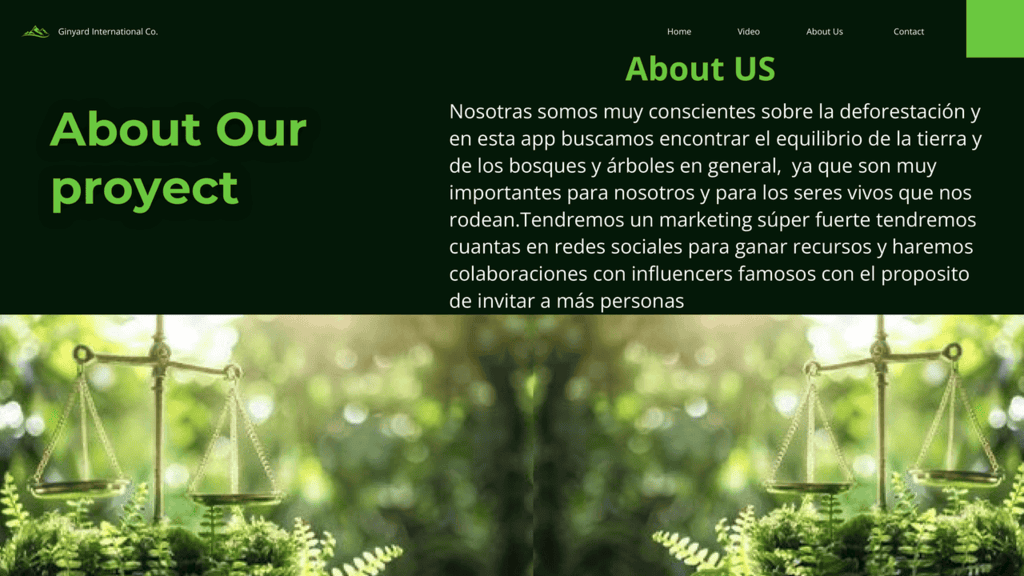 Ginyard International Co.
Home
Video
About Us
Contact
About Our
proyect
About US
Nosotras somos muy conscientes sobre la deforestación y
en esta app buscamos encontrar el equilibrio de la tierra y
de los bosques y árboles en general,  ya que son muy
importantes para nosotros y para los seres vivos que nos
rodean.Tendremos un marketing súper fuerte tendremos
cuantas en redes sociales para ganar recursos y haremos
colaboraciones con influencers famosos con el proposito
de invitar a más personas